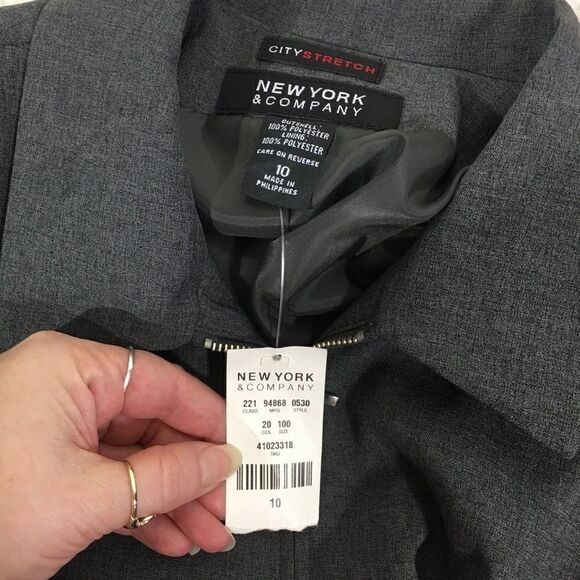 CITYSTRETCH
NEW YORK
& COMPANY
OUTSHELL:
100% POLYESTER
LINING:
100% POLYESTER
CARE ON REVERSE
10
MADE IN
PHILIPPINES
NEW YORK
& COMPANY
221 94868 0530
CLASS MFG STYLE
20 100
COL SIZE
41023318
SKU
10